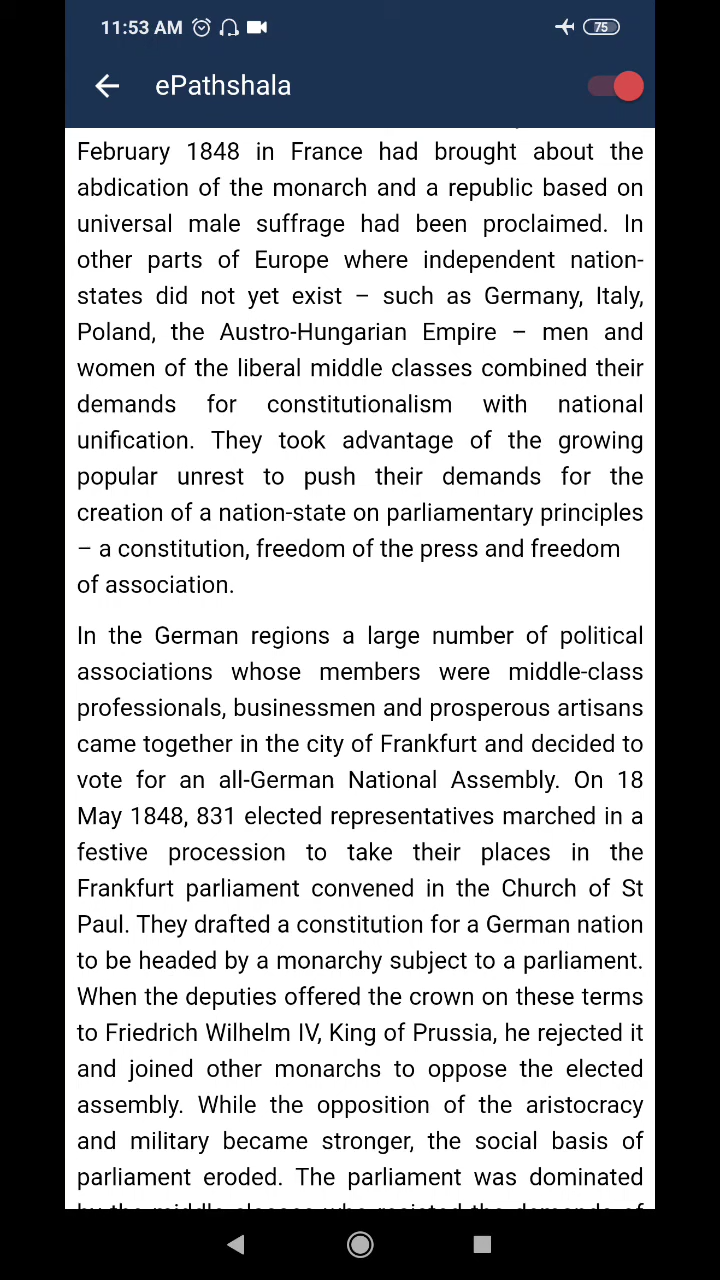 11:53 AM
75
ePathshala
February 1848 in France had brought about the
abdication of the monarch and a republic based on
universal male suffrage had been proclaimed. In
other parts of Europe where independent nation-
states did not yet exist – such as Germany, Italy,
Poland, the Austro-Hungarian Empire – men and
women of the liberal middle classes combined their
demands for constitutionalism with national
unification. They took advantage of the growing
popular unrest to push their demands for the
creation of a nation-state on parliamentary principles
– a constitution, freedom of the press and freedom
of association.
In the German regions a large number of political
associations whose members were middle-class
professionals, businessmen and prosperous artisans
came together in the city of Frankfurt and decided to
vote for an all-German National Assembly. On 18
May 1848, 831 elected representatives marched in a
festive procession to take their places in the
Frankfurt parliament convened in the Church of St
Paul. They drafted a constitution for a German nation
to be headed by a monarchy subject to a parliament.
When the deputies offered the crown on these terms
to Friedrich Wilhelm IV, King of Prussia, he rejected it
and joined other monarchs to oppose the elected
assembly. While the opposition of the aristocracy
and military became stronger, the social basis of
parliament eroded. The parliament was dominated
by the middle classes who resisted the demands of